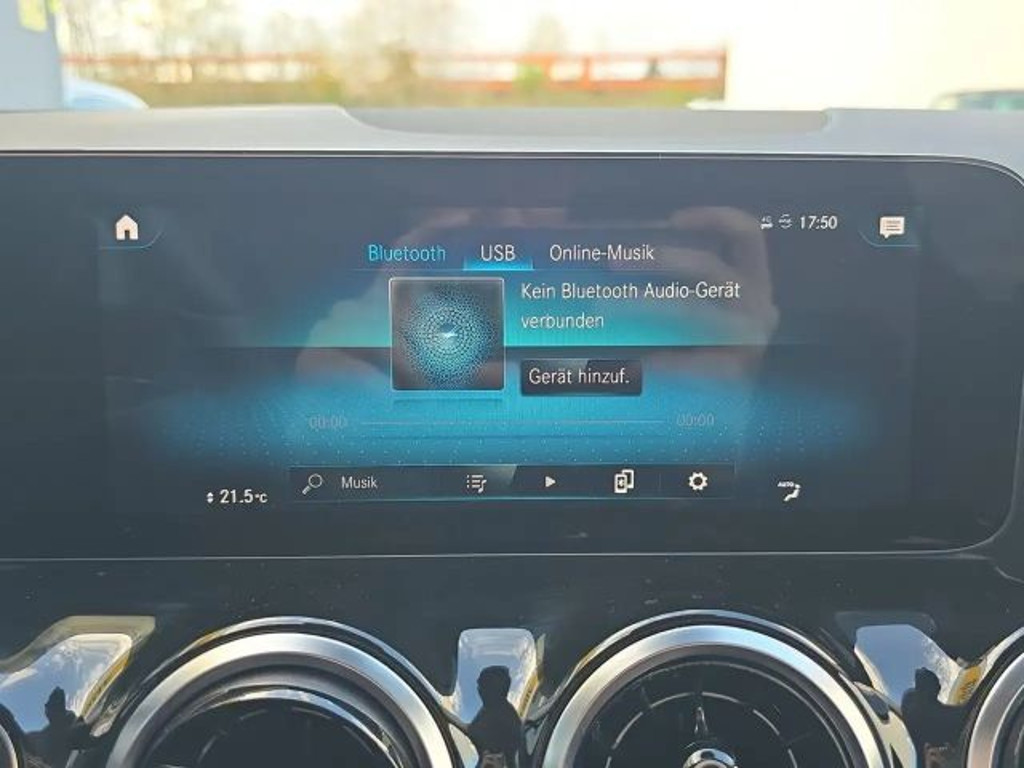 17:50
Bluetooth USB Online-Musik
Kein Bluetooth Audio-Gerät
verbunden
Gerät hinzuf.
00:00 00:00
Musik
21.5°C
AUTO